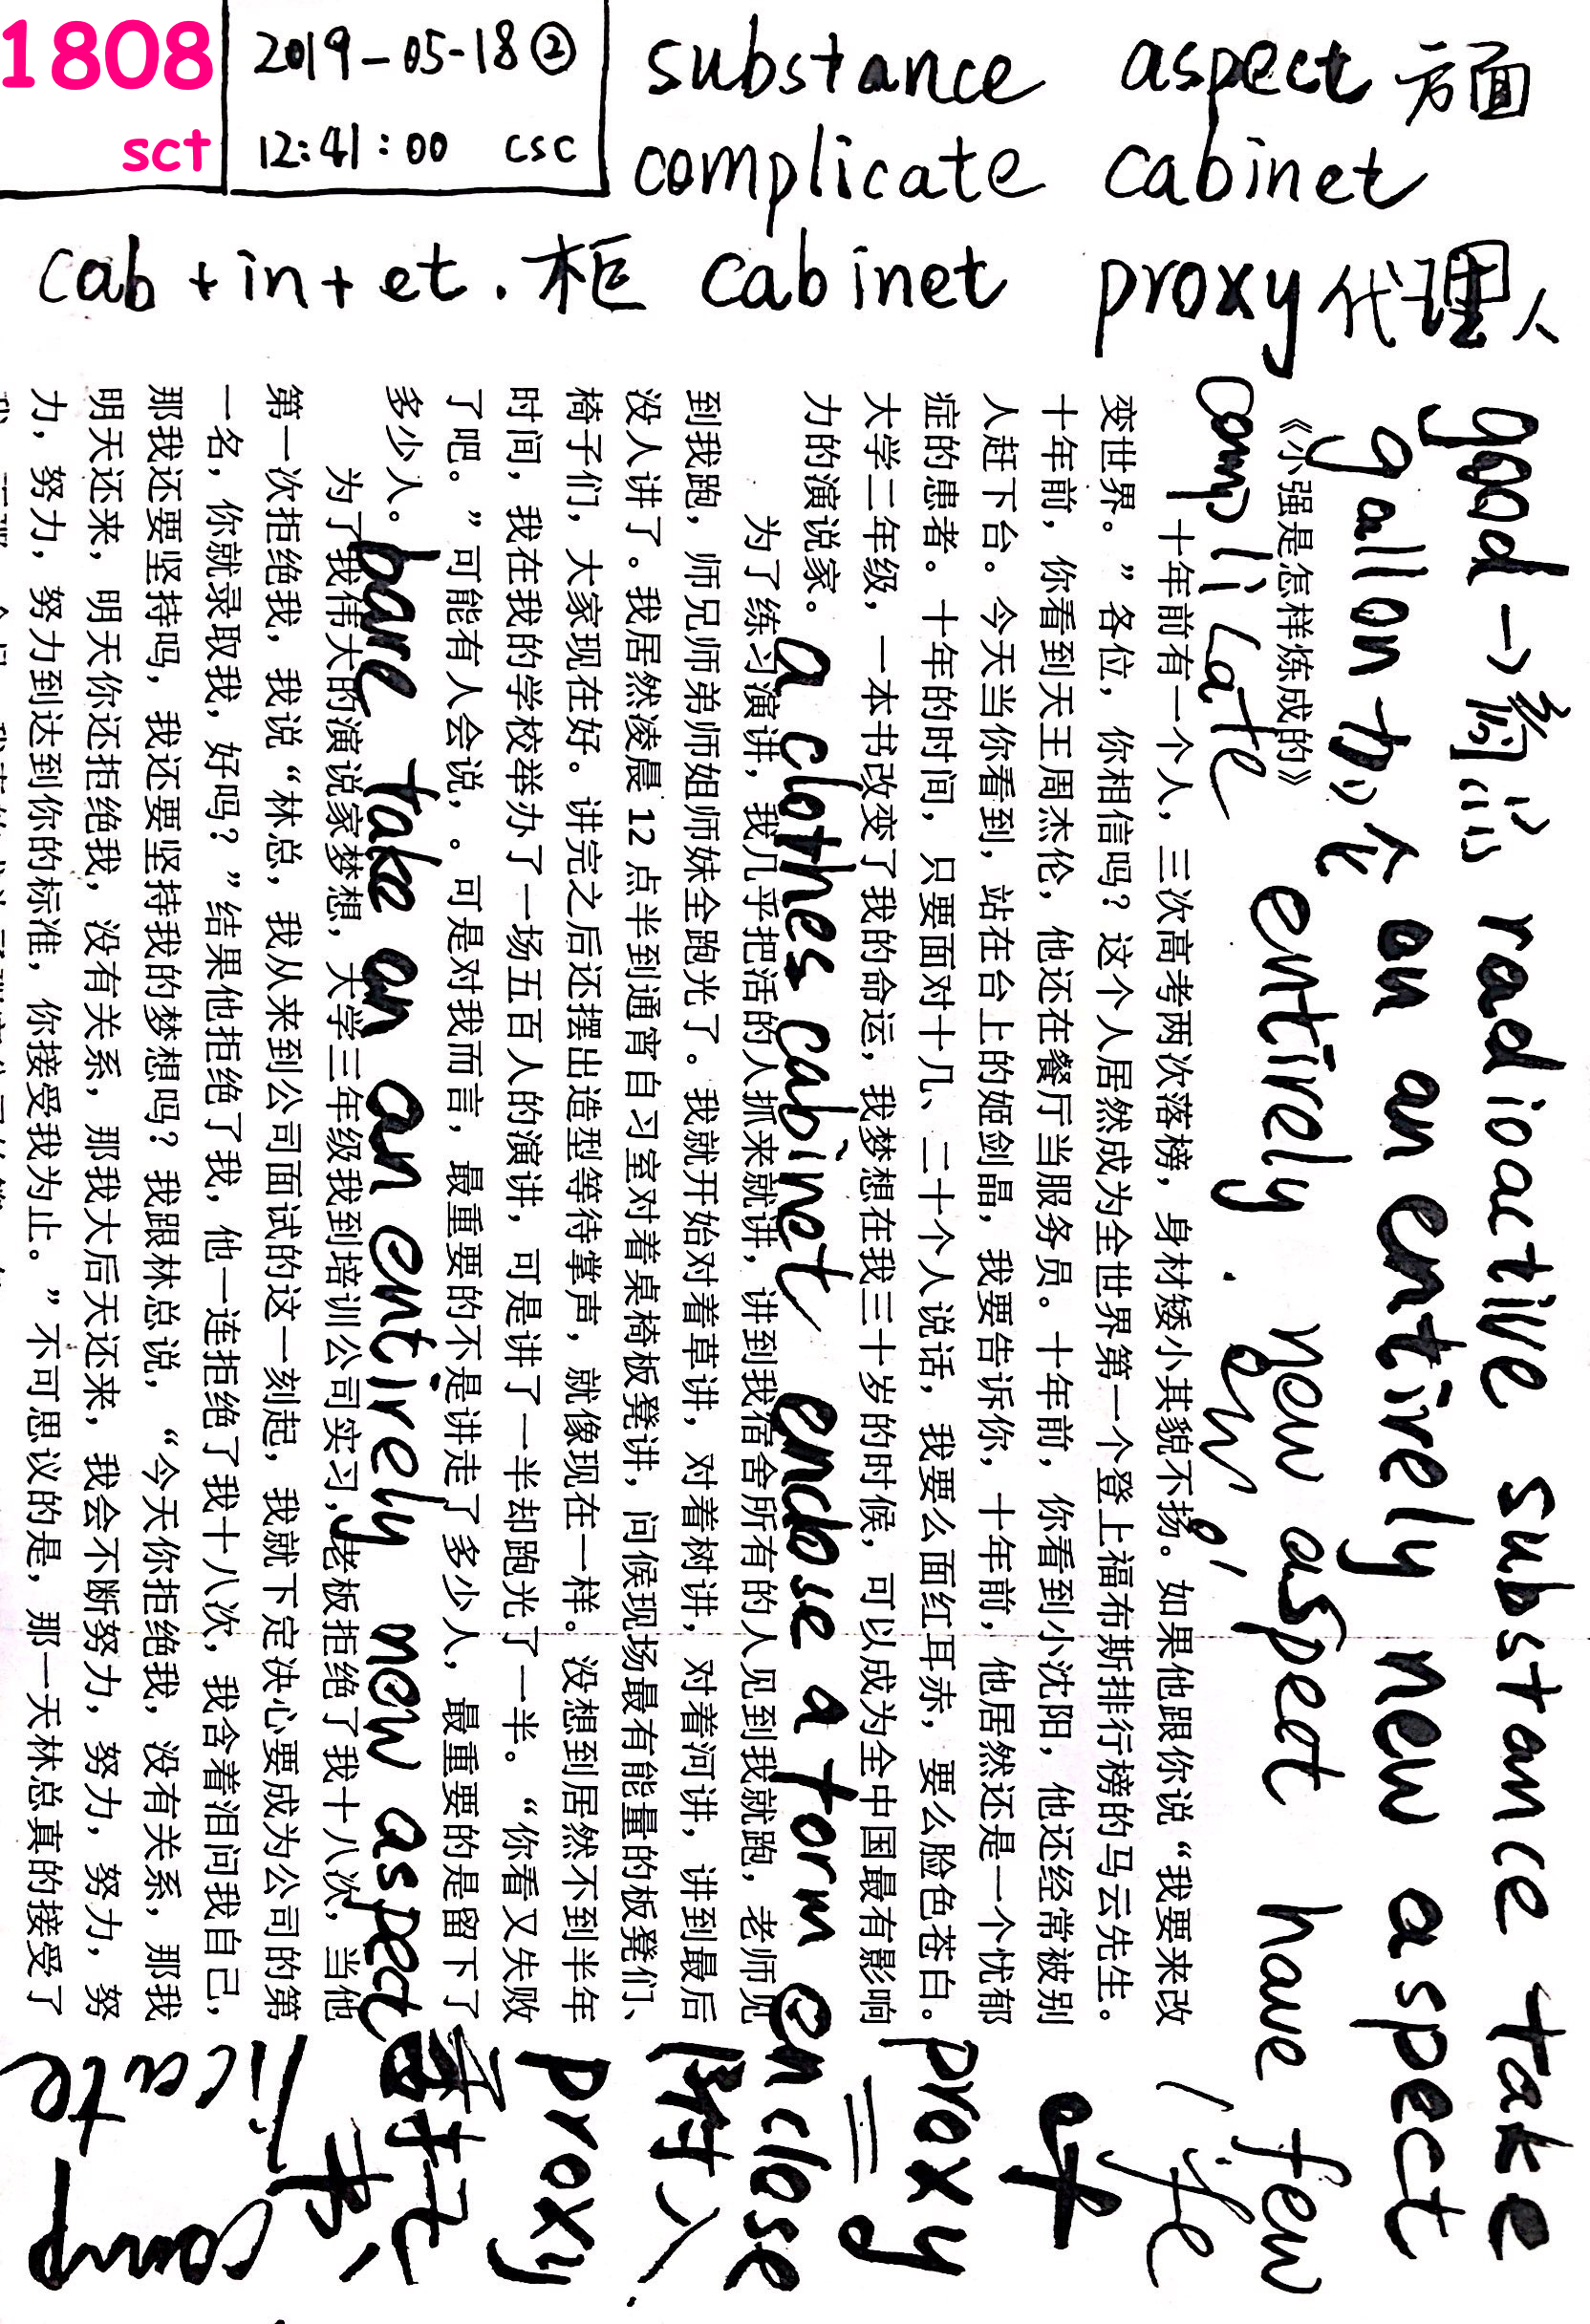 1808
sct
2019-05-18②
12:41:00 csc
substance aspect 方面
complicate cabinet
cab+in+et. 柜 cabinet proxy 代理人
radioactive substance take
gallon 加仑 on an entirely new aspect
entirely . new aspect have few
complicate
《小强是怎样炼成的》
十年前有一个人，三次高考两次落榜，身材矮小其貌不扬。如果他跟你说“我要来改
变世界。”各位，你相信吗？这个人居然成为全世界第一个登上福布斯排行榜的马云先生。
十年前，你看到天王周杰伦，他还在餐厅当服务员。十年前，你看到小沈阳，他还经常被别
人赶下台。今天当你看到，站在台上的姬剑晶，我要告诉你，十年前，他居然还是一个忧郁
症的患者。十年的时间，只要面对十几、二十个人说话，我要么面红耳赤，要么脸色苍白。
大学二年级，一本书改变了我的命运，我梦想在我三十岁的时候，可以成为全中国最有影响
力的演说家。
a clothes cabinet enclose a form enclose
为了练习演讲，我几乎把活的人抓来就讲，讲到我宿舍所有的人见到我就跑，老师见
到我跑，师兄师弟师姐师妹全跑光了。我就开始对着草讲，对着树讲，对着河讲，讲到最后
没人讲了。我居然凌晨 12 点半到通宵自习室对着桌椅板凳讲，问候现场最有能量的板凳们、
椅子们，大家现在好。讲完之后还摆出造型等待掌声，就像现在一样。没想到居然不到半年
时间，我在我的学校举办了一场五百人的演讲，可是讲了一半却跑光了一半。“你看又失败
了吧。”可能有人会说，。可是对我而言，最重要的不是讲走了多少人，最重要的是留下了
多少人。
take on an entirely new aspect
为了我伟大的演说家梦想，大学三年级我到培训公司实习，老板拒绝了我十八次，当他
第一次拒绝我，我说“林总，我从来到公司面试的这一刻起，我就下定决心要成为公司的第
一名，你就录取我，好吗？”结果他拒绝了我，他一连拒绝了我十八次，我含着泪问我自己，
那我还要坚持吗，我还要坚持我的梦想吗？我跟林总说，“今天你拒绝我，没有关系，那我
明天还来，明天你还拒绝我，没有关系，那我大后天还来，我会不断努力，努力，努力，努
力，努力，努力到达到你的标准，你接受我为止。”不可思议的是，那一天林总真的接受了
proxy
附入
proxy
comp
licate